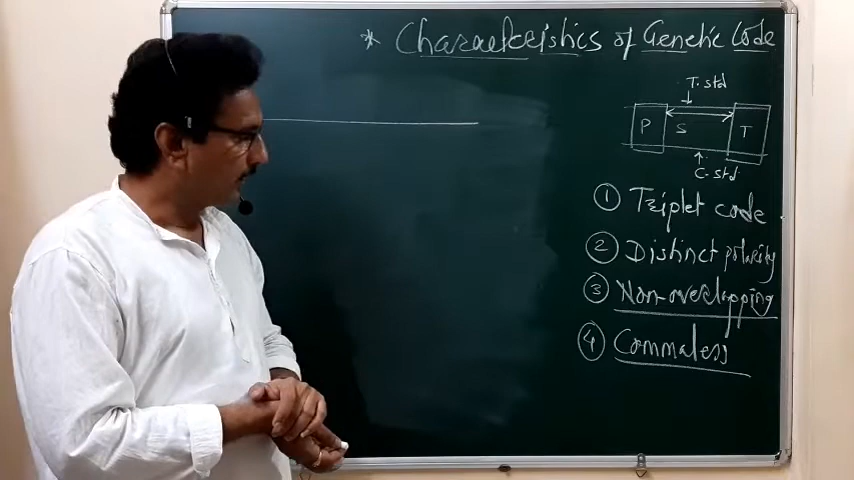 * Characteristics of Genetic Code
T. std
P S T
C. std.
① Triplet code
② Distinct polarity
③ Non-overlapping
④ Commaless